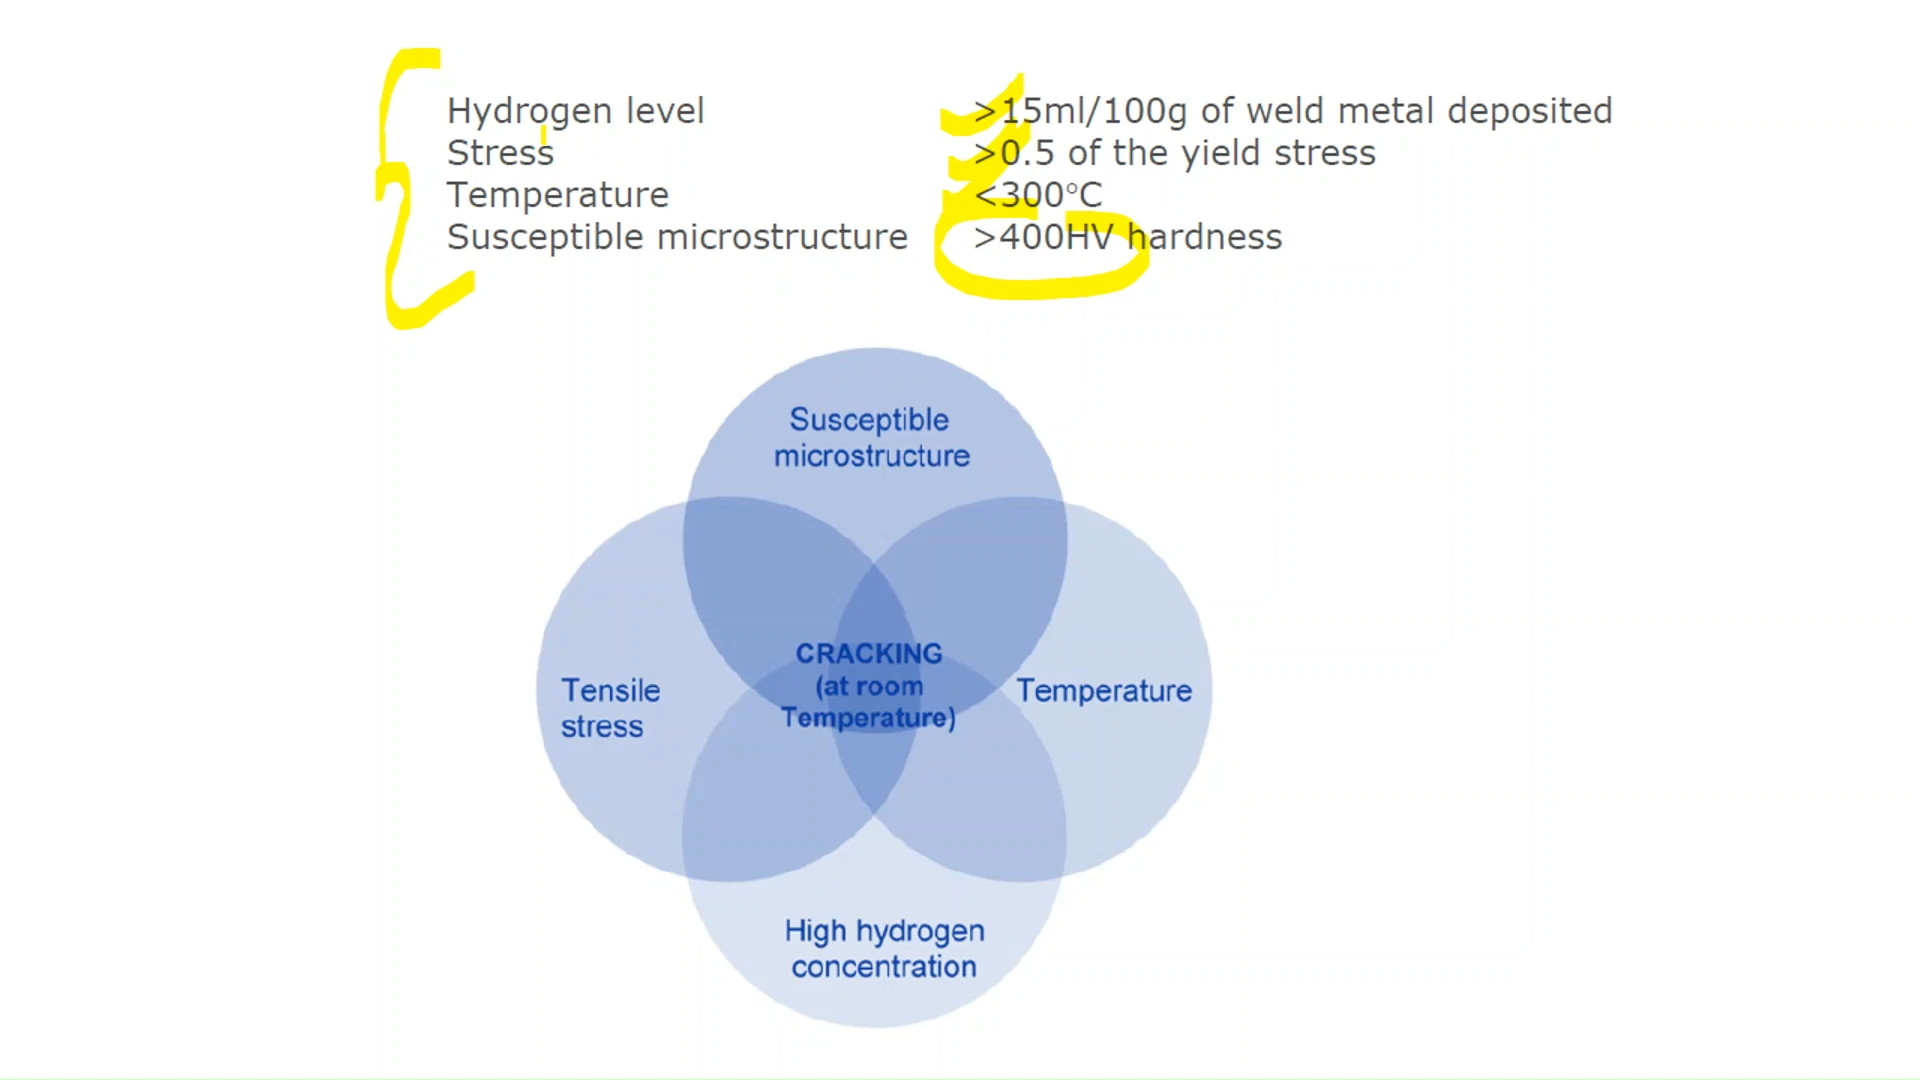 Hydrogen level >15ml/100g of weld metal deposited
Stress >0.5 of the yield stress
Temperature <300°C
Susceptible microstructure >400HV hardness
Susceptible
microstructure
CRACKING
(at room
Temperature)
Tensile
stress
Temperature
High hydrogen
concentration